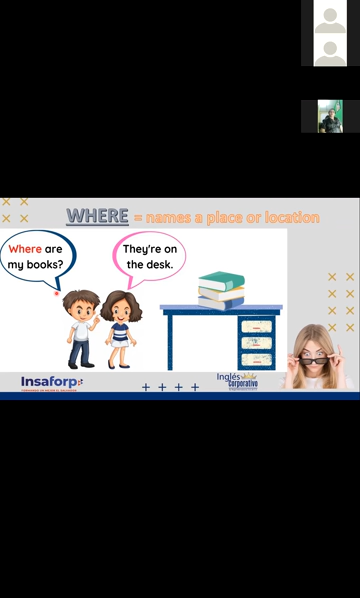 WHERE = names a place or location
Where are
my books?
They're on
the desk.
Insaforp
Inglés
Corporativo